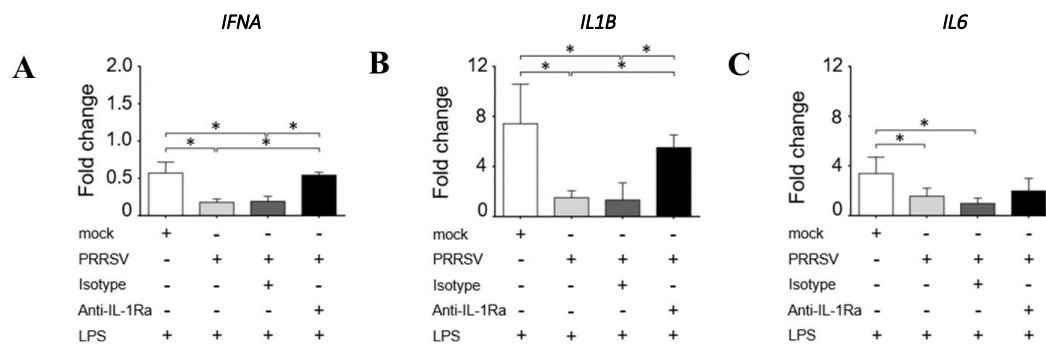 IFNA
IL1B
IL6
A
B
C
Fold change
2.0
1.0
0.5
0
*
*
*
*
Fold change
12
8
4
0
*
*
*
*
Fold change
12
8
4
0
*
*
mock + - - -
PRRSV - + + +
Isotype - - + -
Anti-IL-1Ra - - - +
LPS + + + +
mock + - - -
PRRSV - + + +
Isotype - - + -
Anti-IL-1Ra - - - +
LPS + + + +
mock + - - -
PRRSV - + + +
Isotype - - + -
Anti-IL-1Ra - - - +
LPS + + + +